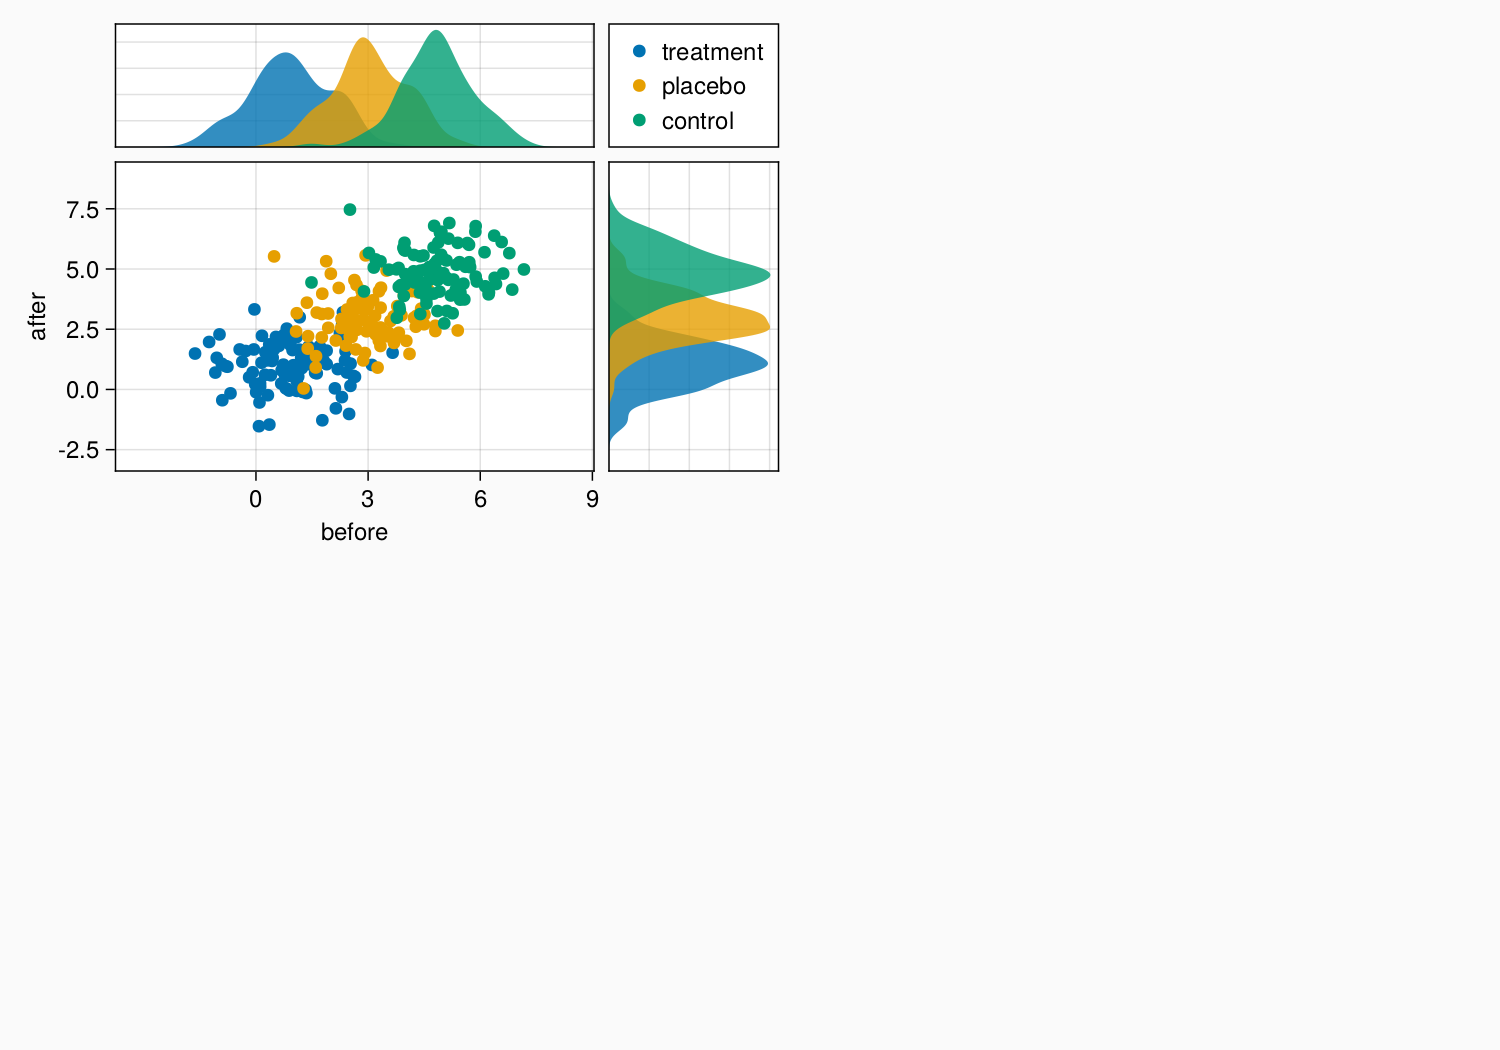 treatment
placebo
control
after
7.5
5.0
2.5
0.0
-2.5
0 3 6 9
before